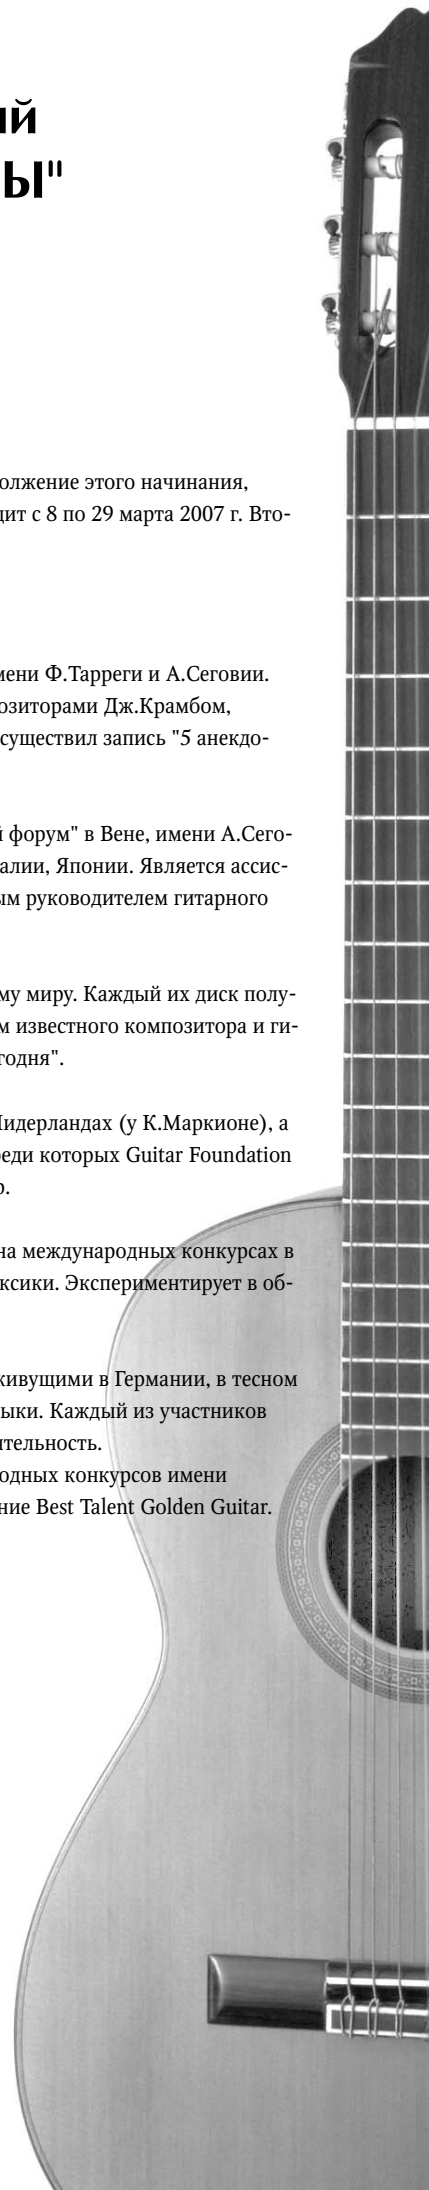 ий
Ы"
олжение этого начинания,
дит с 8 по 29 марта 2007 г. Вто-
мени Ф.Тарреги и А.Сеговии.
озиторами Дж.Крамбом,
существил запись "5 анекдо-
й форум" в Вене, имени А.Сего-
алии, Японии. Является ассис-
ым руководителем гитарного
му миру. Каждый их диск полу-
м известного композитора и ги-
годня".
Нидерландах (у К.Маркионе), а
реди которых Guitar Foundation
р.
на международных конкурсах в
ксики. Экспериментирует в об-
живущими в Германии, в тесном
зыки. Каждый из участников
ительность.
одных конкурсов имени
ние Best Talent Golden Guitar.